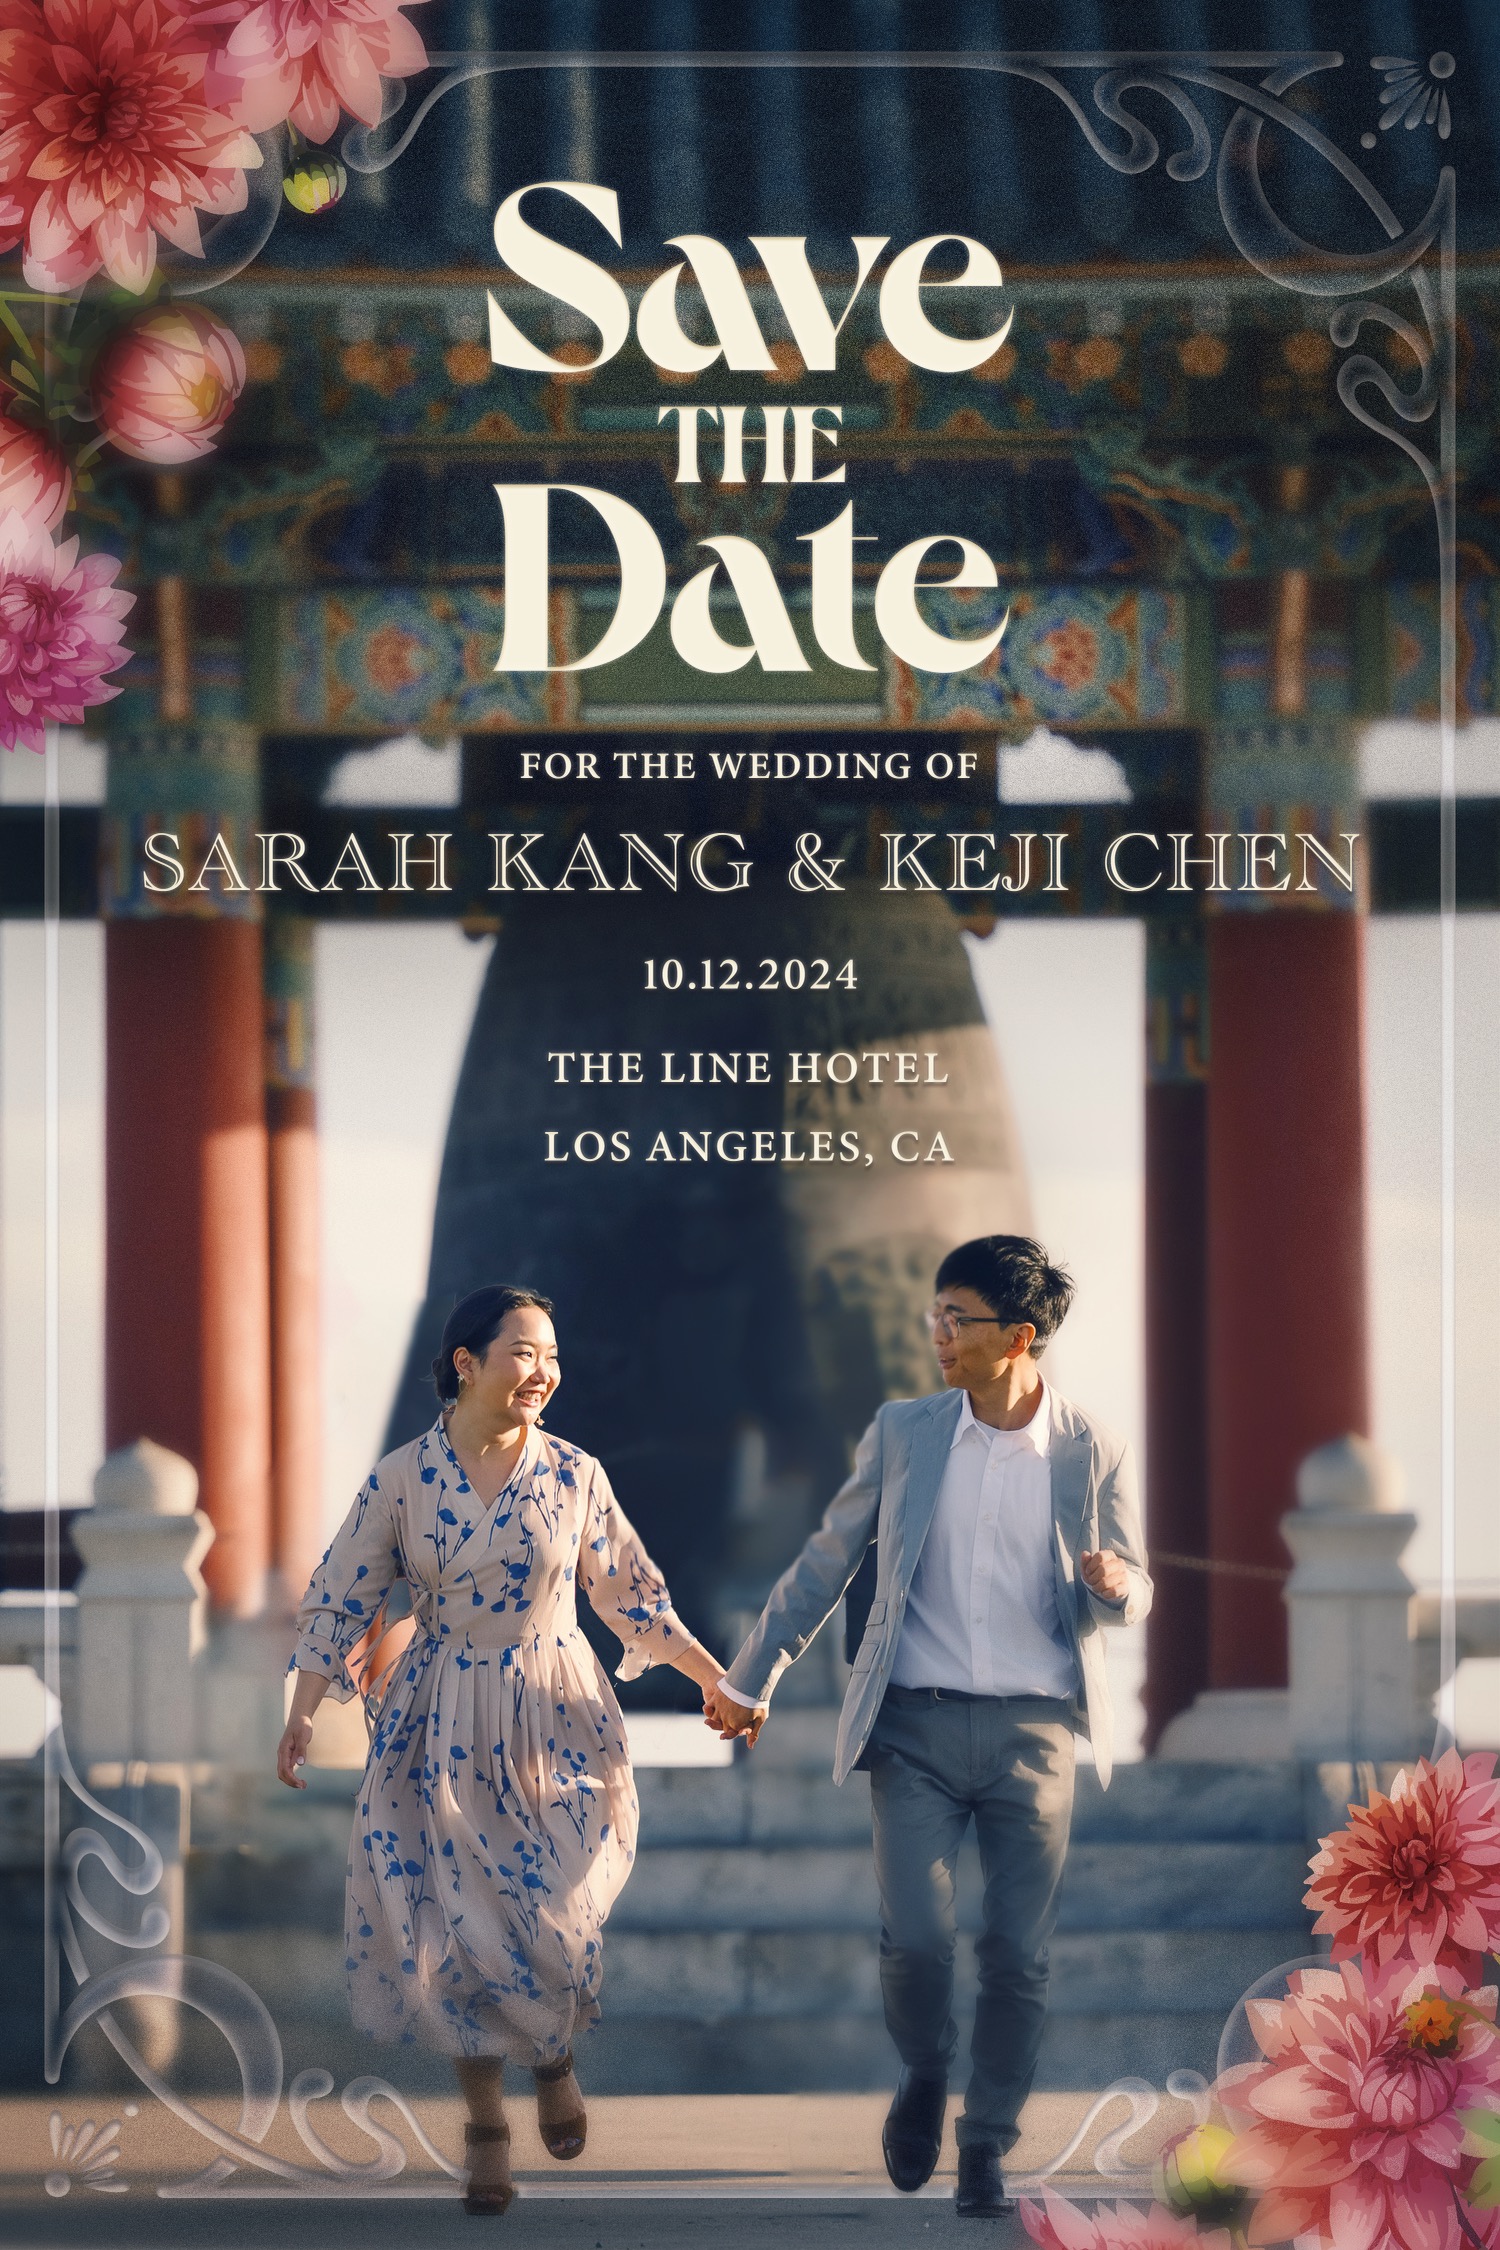 Save
THE
Date
FOR THE WEDDING OF
SARAH KANG & KEJI CHEN
10.12.2024
THE LINE HOTEL
LOS ANGELES, CA